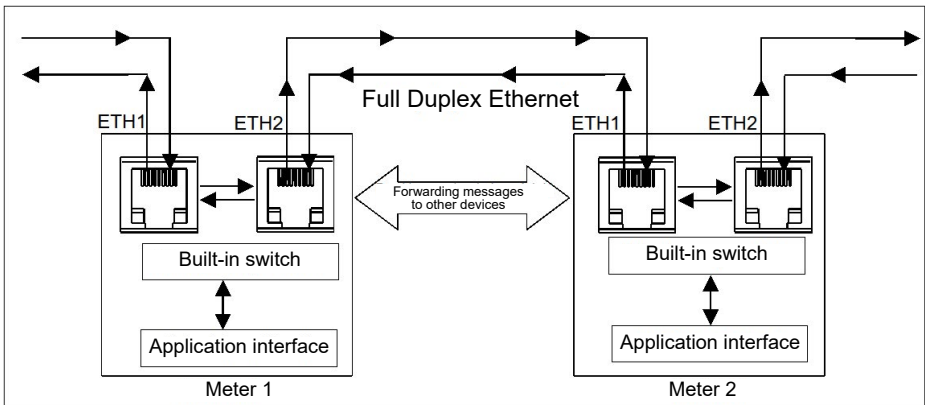 Full Duplex Ethernet
ETH1
ETH2
ETH1
ETH2
Forwarding messages
to other devices
Built-in switch
Built-in switch
Application interface
Application interface
Meter 1
Meter 2